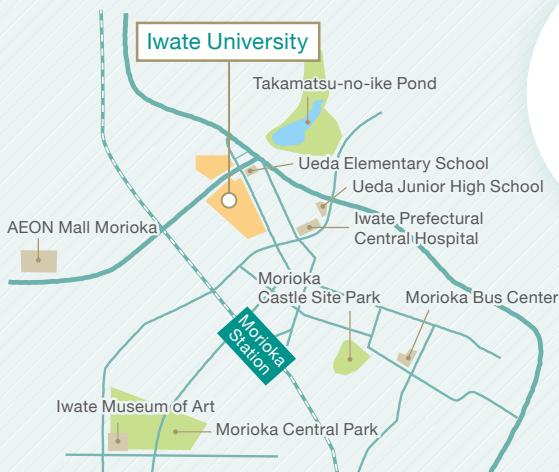 Iwate University
Takamatsu-no-ike Pond
Ueda Elementary School
Ueda Junior High School
Iwate Prefectural
Central Hospital
AEON Mall Morioka
Morioka
Castle Site Park
Morioka Bus Center
Morioka
Station
Iwate Museum of Art
Morioka Central Park